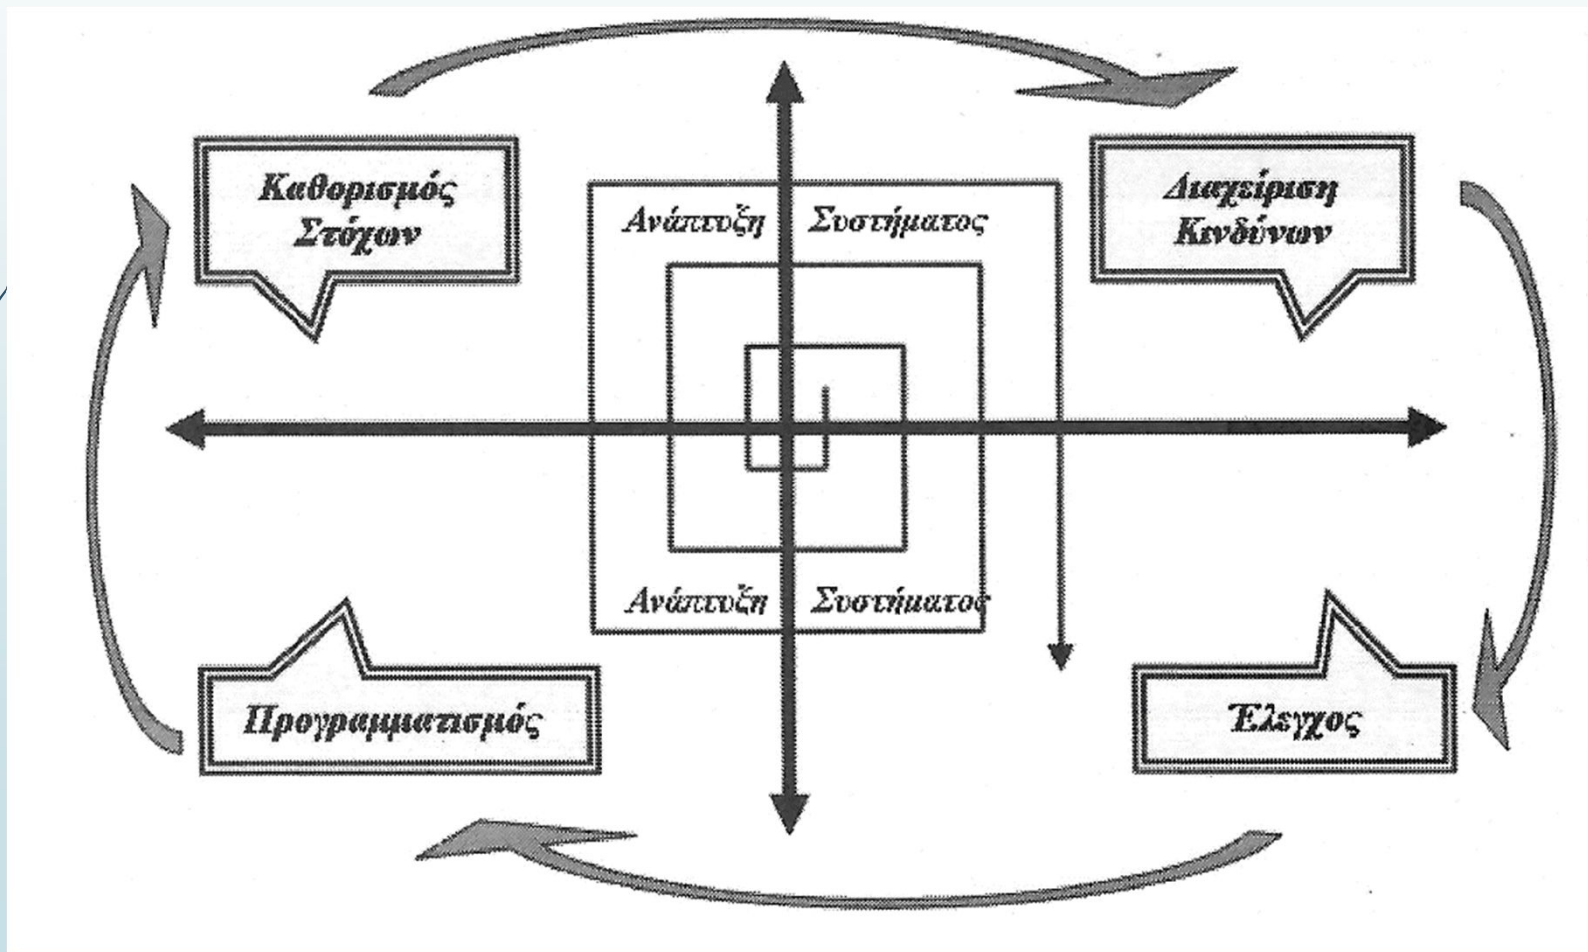 Καθορισμός
Στόχων
Διαχείριση
Κινδύνων
Ανάπτυξη Συστήματος
Ανάπτυξη Συστήματος
Προγραμματισμός
Έλεγχος